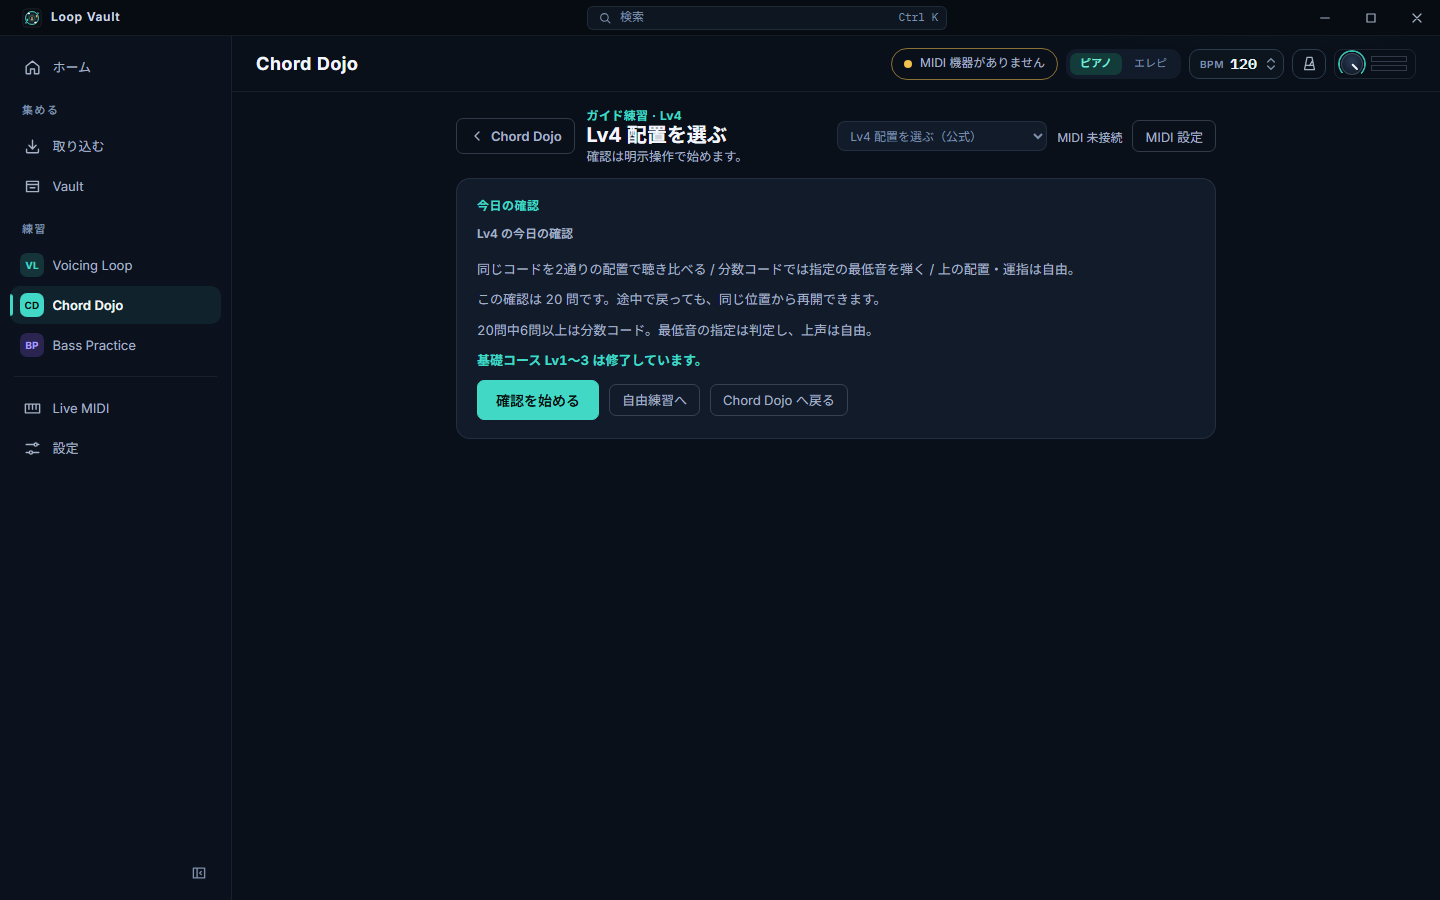 Loop Vault
検索
Ctrl K
ホーム
集める
取り込む
Vault
練習
VL Voicing Loop
CD Chord Dojo
BP Bass Practice
Live MIDI
設定
Chord Dojo
MIDI 機器がありません
ピアノ
エレピ
BPM 120
Chord Dojo
ガイド練習・Lv4
Lv4 配置を選ぶ
確認は明示操作で始めます。
Lv4 配置を選ぶ（公式）
MIDI 未接続
MIDI 設定
今日の確認
Lv4 の今日の確認
同じコードを2通りの配置で聴き比べる / 分数コードでは指定の最低音を弾く / 上の配置・運指は自由。
この確認は 20 問です。途中で戻っても、同じ位置から再開できます。
20問中6問以上は分数コード。最低音の指定は判定し、上声は自由。
基礎コース Lv1〜3 は修了しています。
確認を始める
自由練習へ
Chord Dojo へ戻る